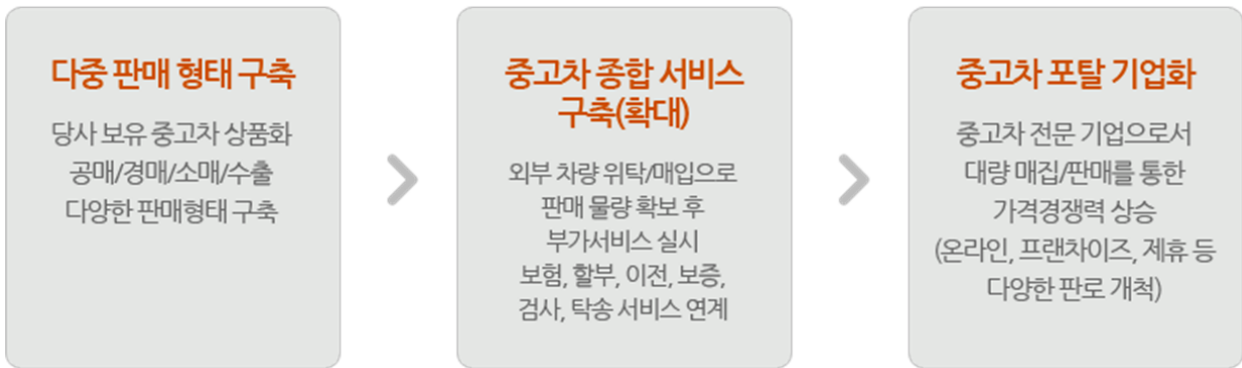 다중 판매 형태 구축
당사 보유 중고차 상품화
공매/경매/소매/수출
다양한 판매형태 구축
중고차 종합 서비스
구축(확대)
외부 차량 위탁/매입으로
판매 물량 확보 후
부가서비스 실시
보험, 할부, 이전, 보증,
검사, 탁송 서비스 연계
중고차 포탈 기업화
중고차 전문 기업으로서
대량 매집/판매를 통한
가격경쟁력 상승
(온라인, 프랜차이즈, 제휴 등
다양한 판로 개척)